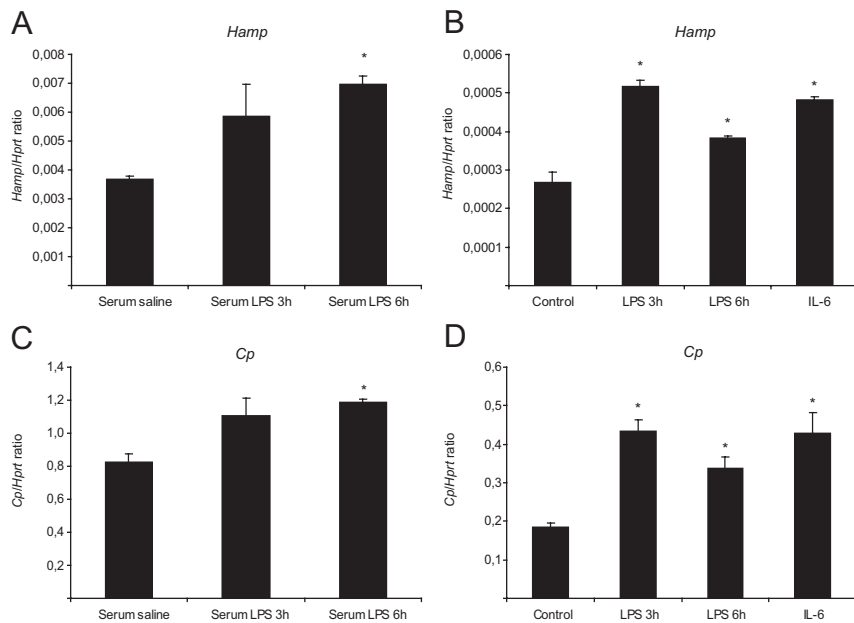 A
Hamp
0,008
0,007
0,006
0,005
0,004
0,003
0,002
0,001
Hamp/Hprt ratio
*
Serum saline Serum LPS 3h Serum LPS 6h
B
Hamp
0,0006
0,0005
0,0004
0,0003
0,0002
0,0001
Hamp/Hprt ratio
* * *
Control LPS 3h LPS 6h IL-6
C
Cp
1,4
1,2
1,0
0,8
0,6
0,4
0,2
Cp/Hprt ratio
*
Serum saline Serum LPS 3h Serum LPS 6h
D
Cp
0,6
0,5
0,4
0,3
0,2
0,1
Cp/Hprt ratio
* * *
Control LPS 3h LPS 6h IL-6